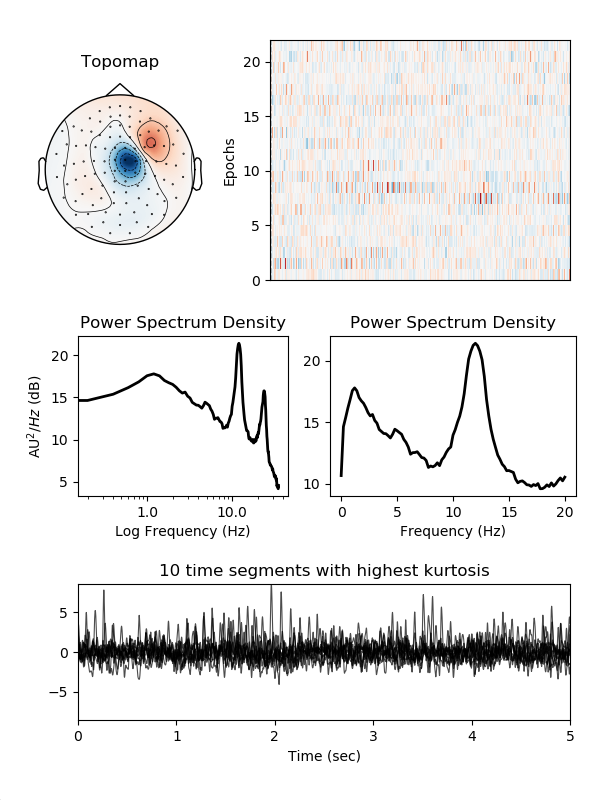 Topomap
Epochs
20
15
10
5
0
Power Spectrum Density
AU²/Hz (dB)
20
15
10
5
1.0 10.0
Log Frequency (Hz)
Power Spectrum Density
20
15
10
0 5 10 15 20
Frequency (Hz)
10 time segments with highest kurtosis
5
0
−5
0 1 2 3 4 5
Time (sec)